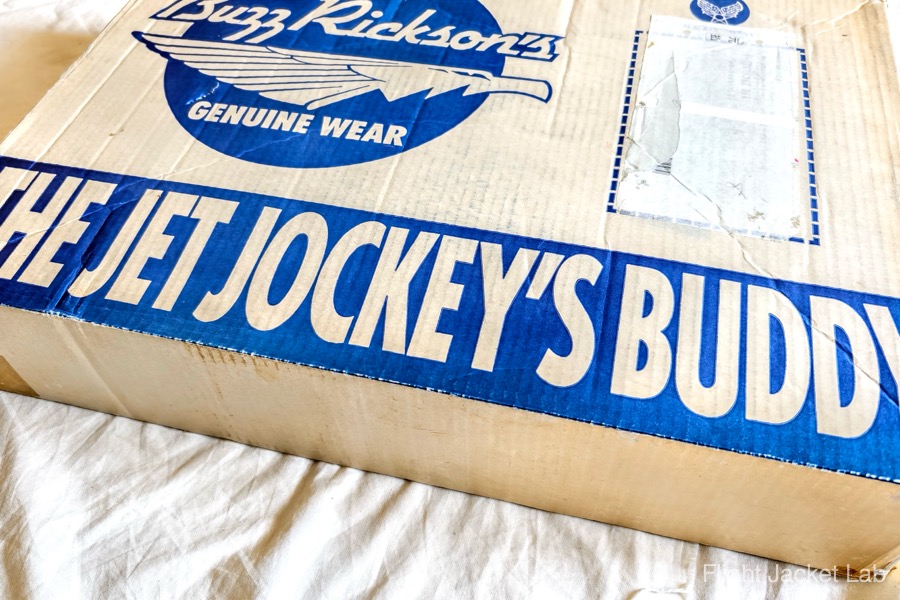 Buzz Rickson's
GENUINE WEAR
THE JET JOCKEY'S BUDDY
Flight Jacket Lab